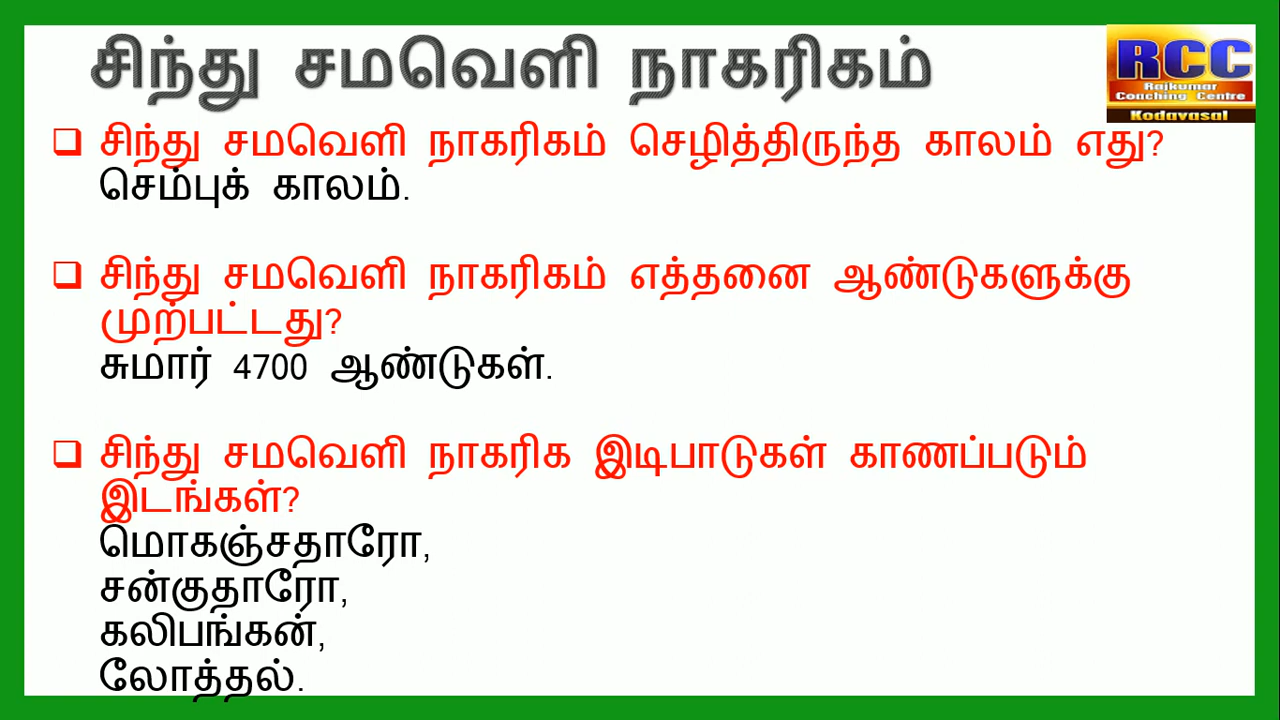 சிந்து சமவெளி நாகரிகம்
RCC
Rajkumar
Coaching Centre
Kodavasal
சிந்து சமவெளி நாகரிகம் செழித்திருந்த காலம் எது?
செம்புக் காலம்.
சிந்து சமவெளி நாகரிகம் எத்தனை ஆண்டுகளுக்கு
முற்பட்டது?
சுமார் 4700 ஆண்டுகள்.
சிந்து சமவெளி நாகரிக இடிபாடுகள் காணப்படும்
இடங்கள்?
மொகஞ்சதாரோ,
சன்குதாரோ,
கலிபங்கன்,
லோத்தல்.